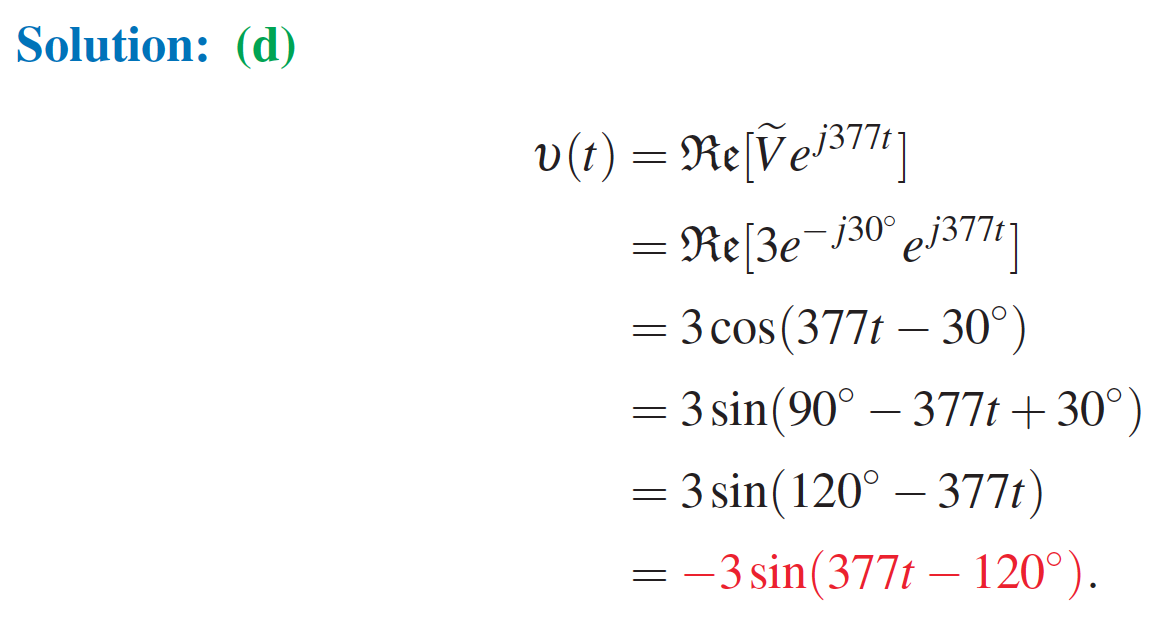 Solution: (d)
υ(t) = ℜe[Ṽe^{j377t}]
= ℜe[3e^{−j30°} e^{j377t}]
= 3 cos(377t − 30°)
= 3 sin(90° − 377t + 30°)
= 3 sin(120° − 377t)
= −3 sin(377t − 120°).